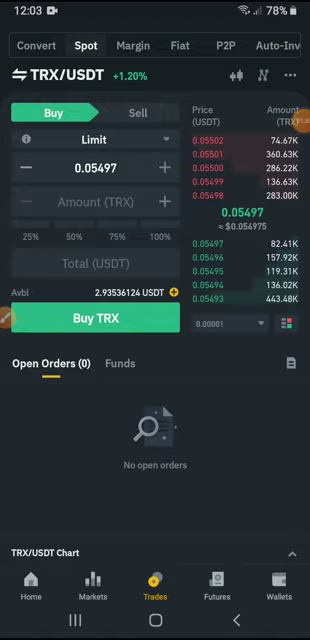 12:03 78%
Convert Spot Margin Fiat P2P Auto-Inv
TRX/USDT +1.20%
Buy Sell
Limit
0.05497
Amount (TRX)
25% 50% 75% 100%
Total (USDT)
Avbl 2.93536124 USDT
Buy TRX
Price Amount
(USDT) (TRX)
0.05502 74.67K
0.05501 360.63K
0.05500 286.22K
0.05499 136.63K
0.05498 283.00K
0.05497
≈ $0.054975
0.05497 82.41K
0.05496 157.92K
0.05495 119.31K
0.05494 136.02K
0.05493 443.48K
0.00001
Open Orders (0) Funds
No open orders
TRX/USDT Chart
Home Markets Trades Futures Wallets